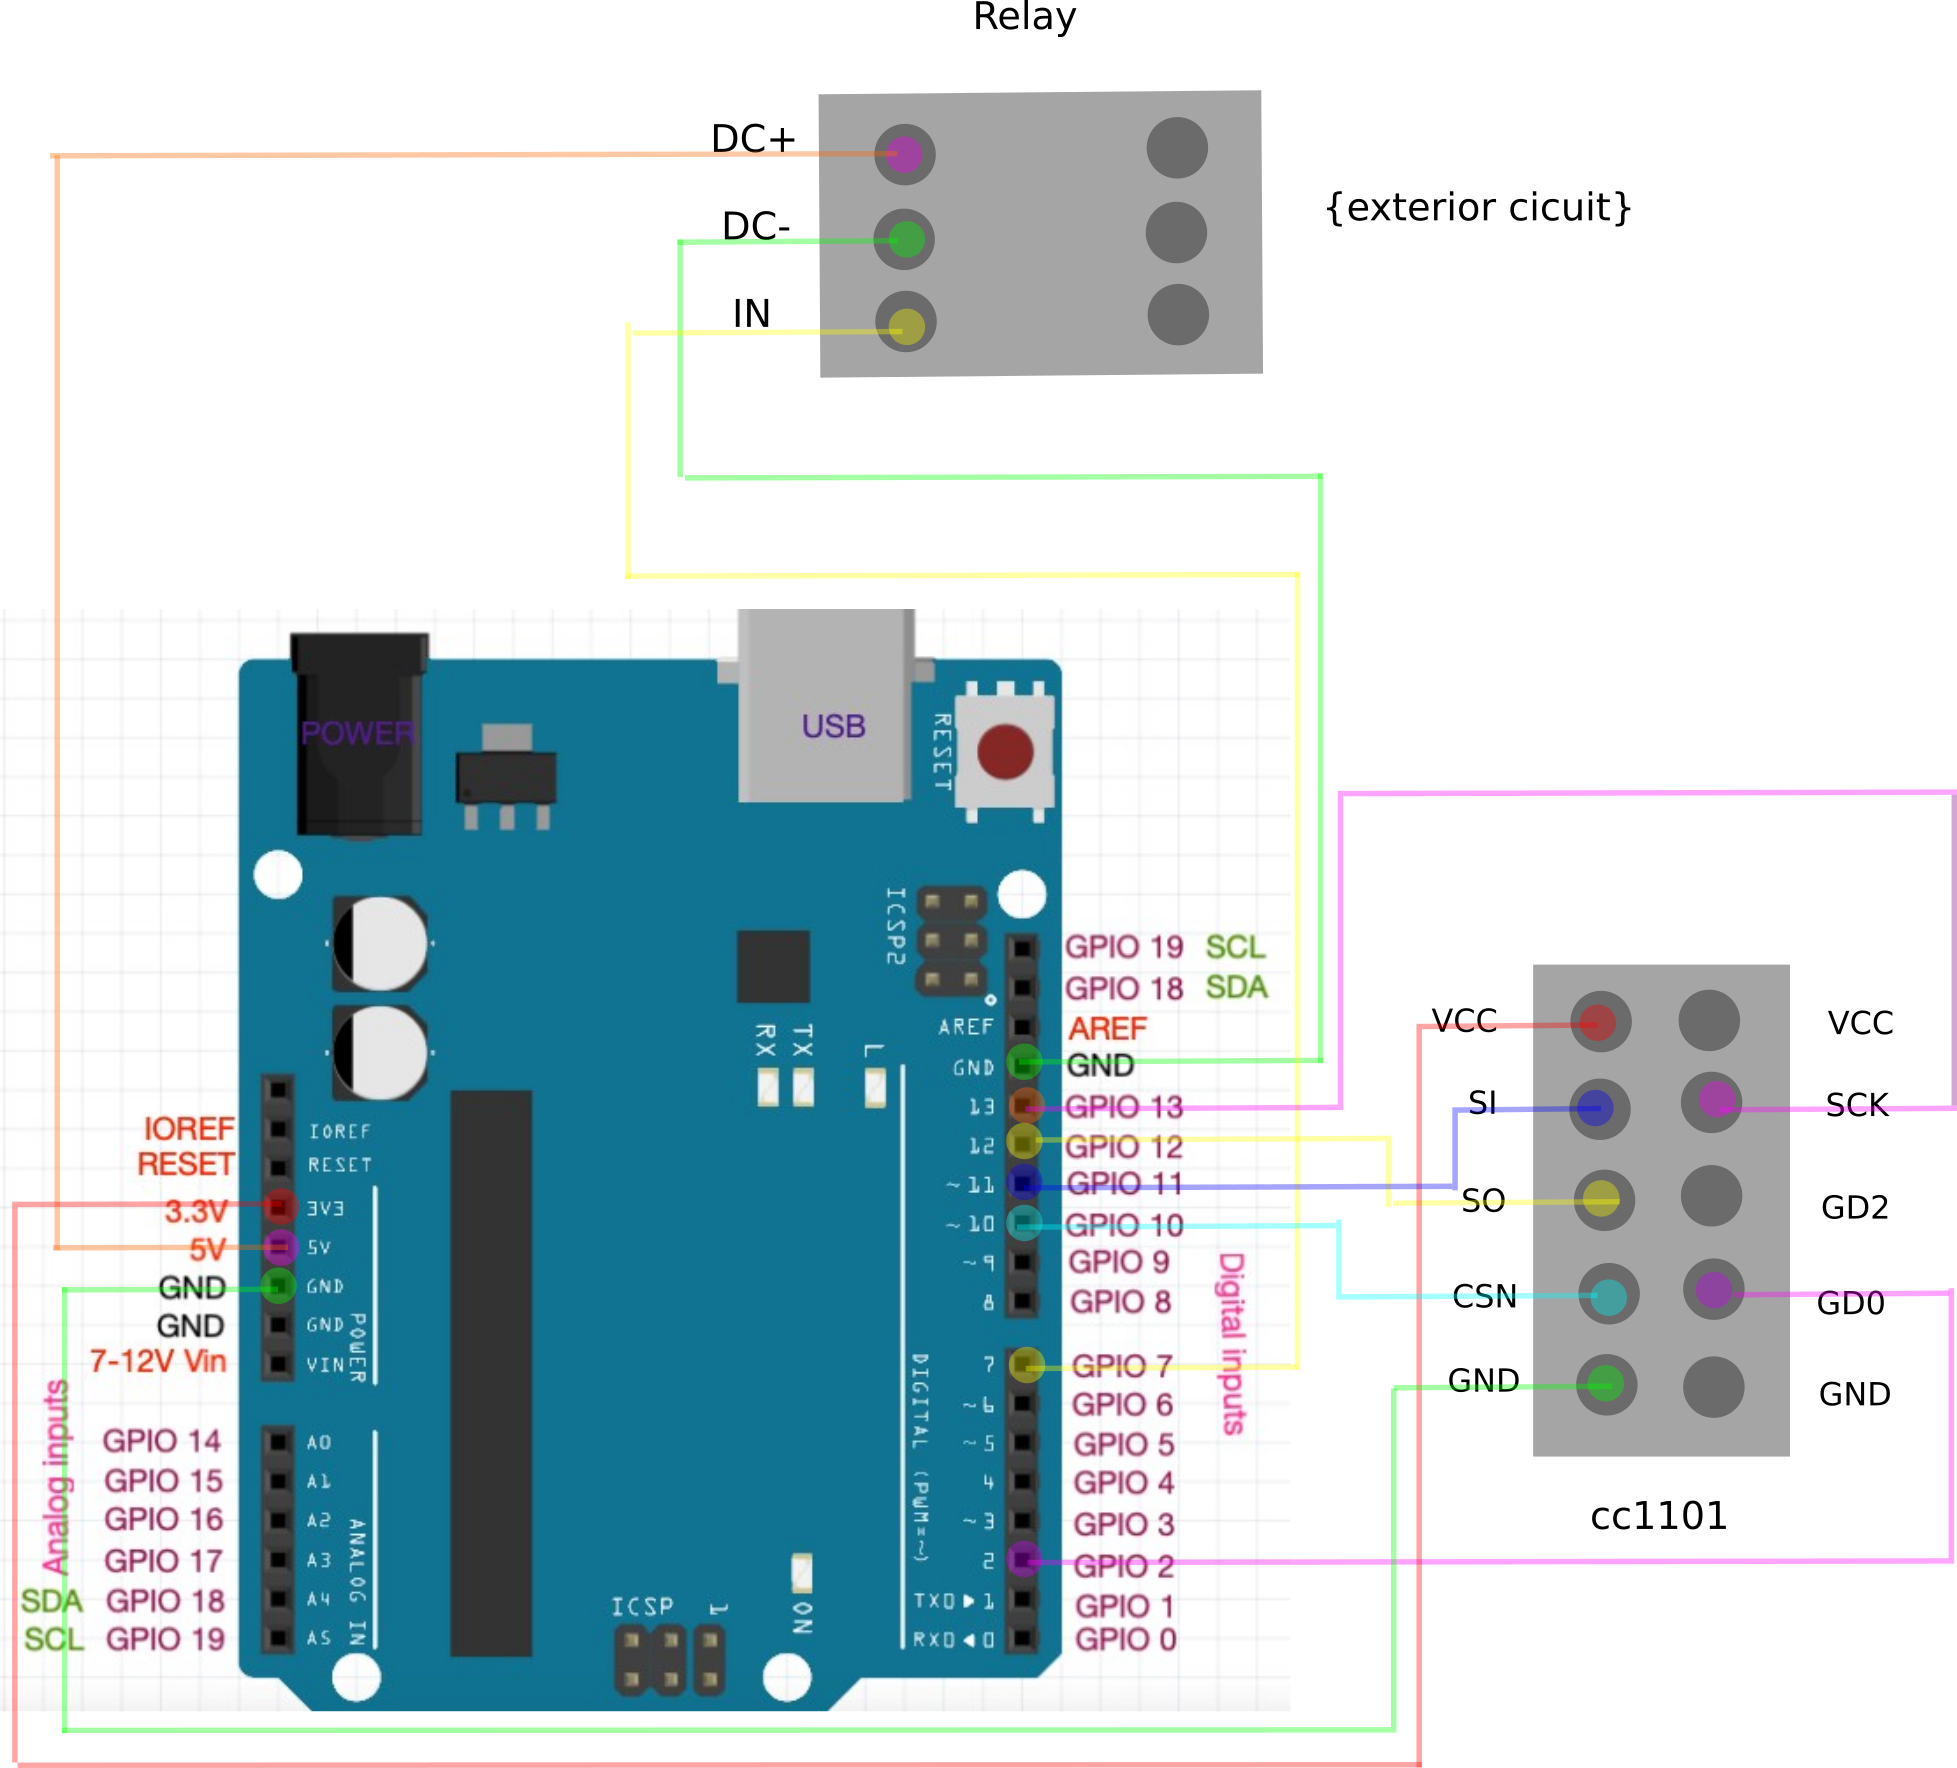 Relay
DC+
DC-
IN
{exterior cicuit}
POWER
USB
RESET
ICSP2
RX
TX
L
GPIO 19 SCL
GPIO 18 SDA
AREF AREF
GND GND
13 GPIO 13
12 GPIO 12
~11 GPIO 11
~10 GPIO 10
~9 GPIO 9
8 GPIO 8
7 GPIO 7
~6 GPIO 6
~5 GPIO 5
4 GPIO 4
~3 GPIO 3
2 GPIO 2
TX0▶1 GPIO 1
RX0◀0 GPIO 0
DIGITAL (PWM=~)
Digital inputs
IOREF IOREF
RESET RESET
3.3V 3V3
5V 5V
GND GND
GND GND
7-12V Vin VIN
POWER
Analog inputs
GPIO 14 A0
GPIO 15 A1
GPIO 16 A2
GPIO 17 A3
SDA GPIO 18 A4
SCL GPIO 19 A5
ANALOG IN
ICSP
1
ON
VCC VCC
SI SCK
SO GD2
CSN GD0
GND GND
cc1101